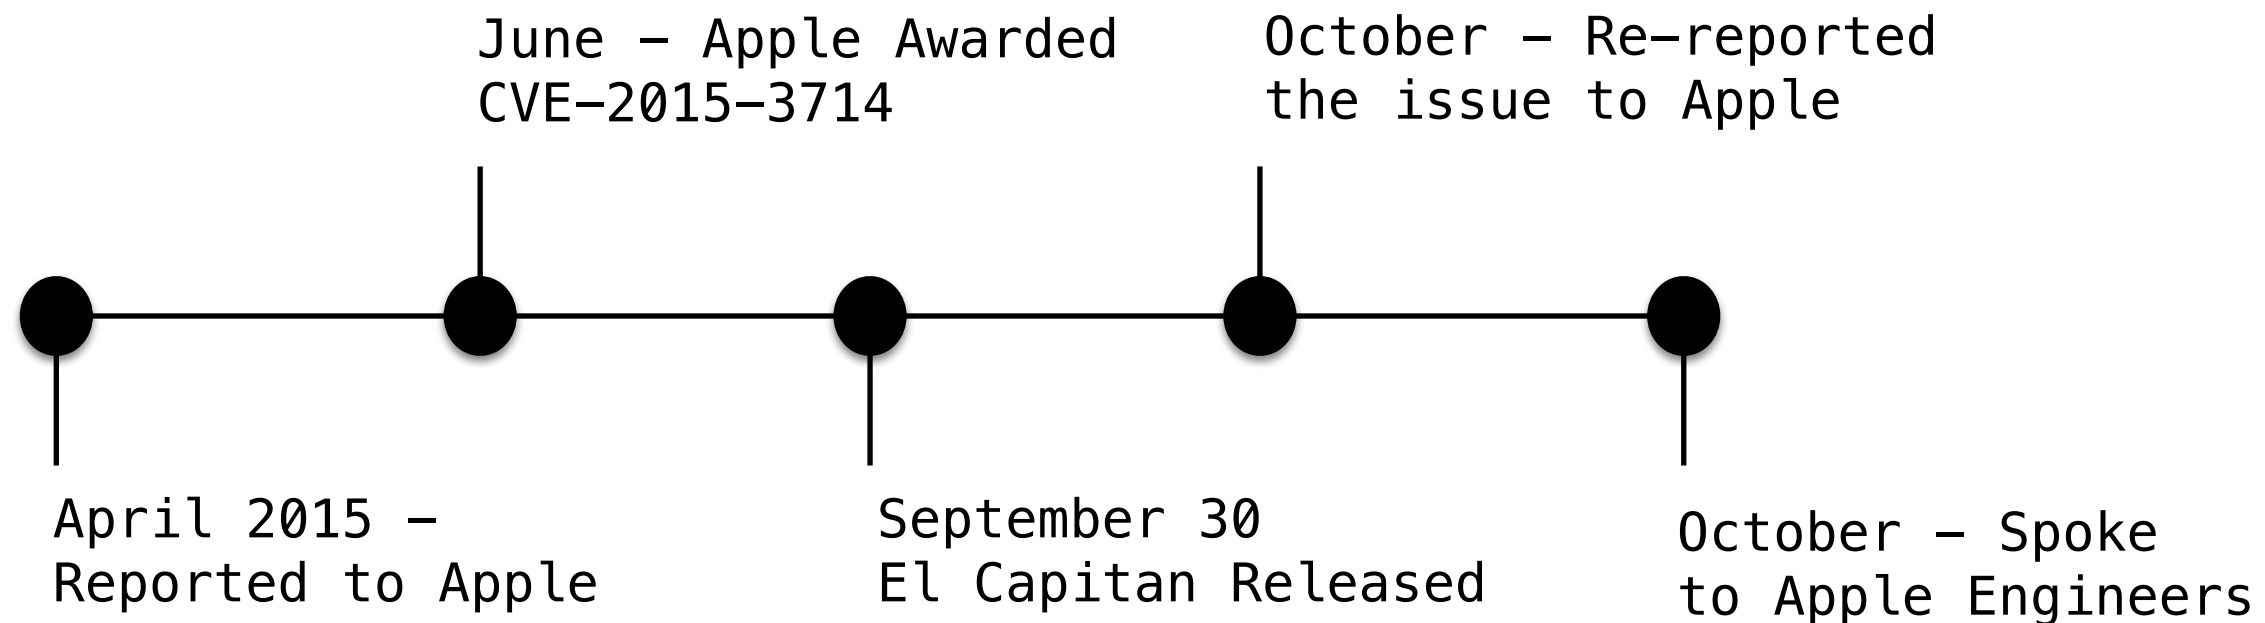 June – Apple Awarded
CVE–2015–3714
October – Re–reported
the issue to Apple
April 2015 –
Reported to Apple
September 30
El Capitan Released
October – Spoke
to Apple Engineers